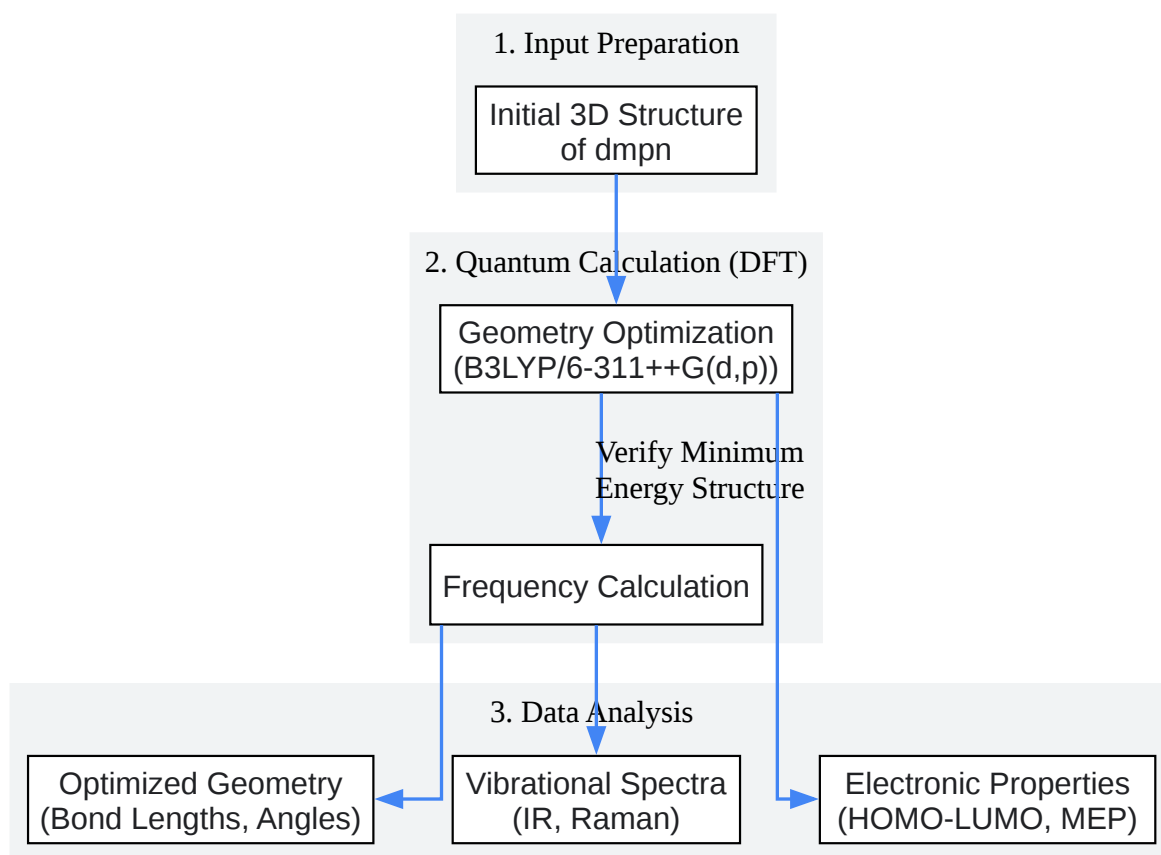 1. Input Preparation
Initial 3D Structure
of dmpn
2. Quantum Calculation (DFT)
Geometry Optimization
(B3LYP/6-311++G(d,p))
Verify Minimum
Energy Structure
Frequency Calculation
3. Data Analysis
Optimized Geometry
(Bond Lengths, Angles)
Vibrational Spectra
(IR, Raman)
Electronic Properties
(HOMO-LUMO, MEP)